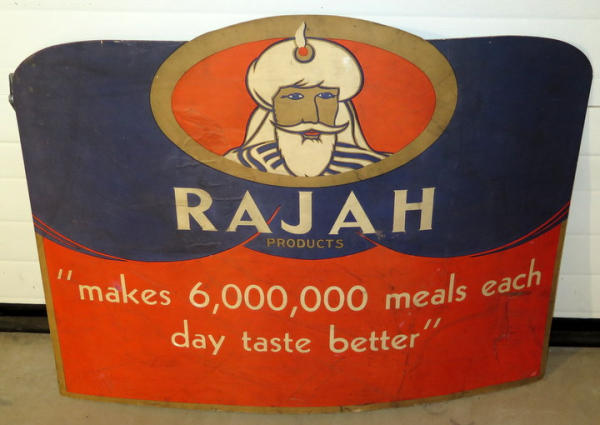 RAJAH
PRODUCTS
"makes 6,000,000 meals each
day taste better"